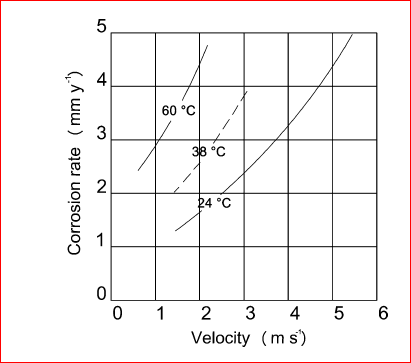 5
4
3
2
1
0
Corrosion rate (mm y⁻¹)
60 °C
38 °C
24 °C
0 1 2 3 4 5 6
Velocity (m s⁻¹)